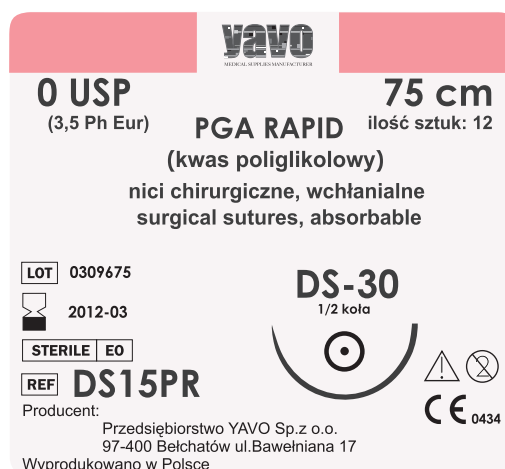 yavo
MEDICAL SUPPLIES MANUFACTURER
0 USP
(3,5 Ph Eur)
75 cm
ilość sztuk: 12
PGA RAPID
(kwas poliglikolowy)
nici chirurgiczne, wchłanialne
surgical sutures, absorbable
LOT 0309675
2012-03
STERILE EO
REF DS15PR
DS-30
1/2 koła
2
CE 0434
Producent:
Przedsiębiorstwo YAVO Sp.z o.o.
97-400 Bełchatów ul.Bawełniana 17
Wyprodukowano w Polsce